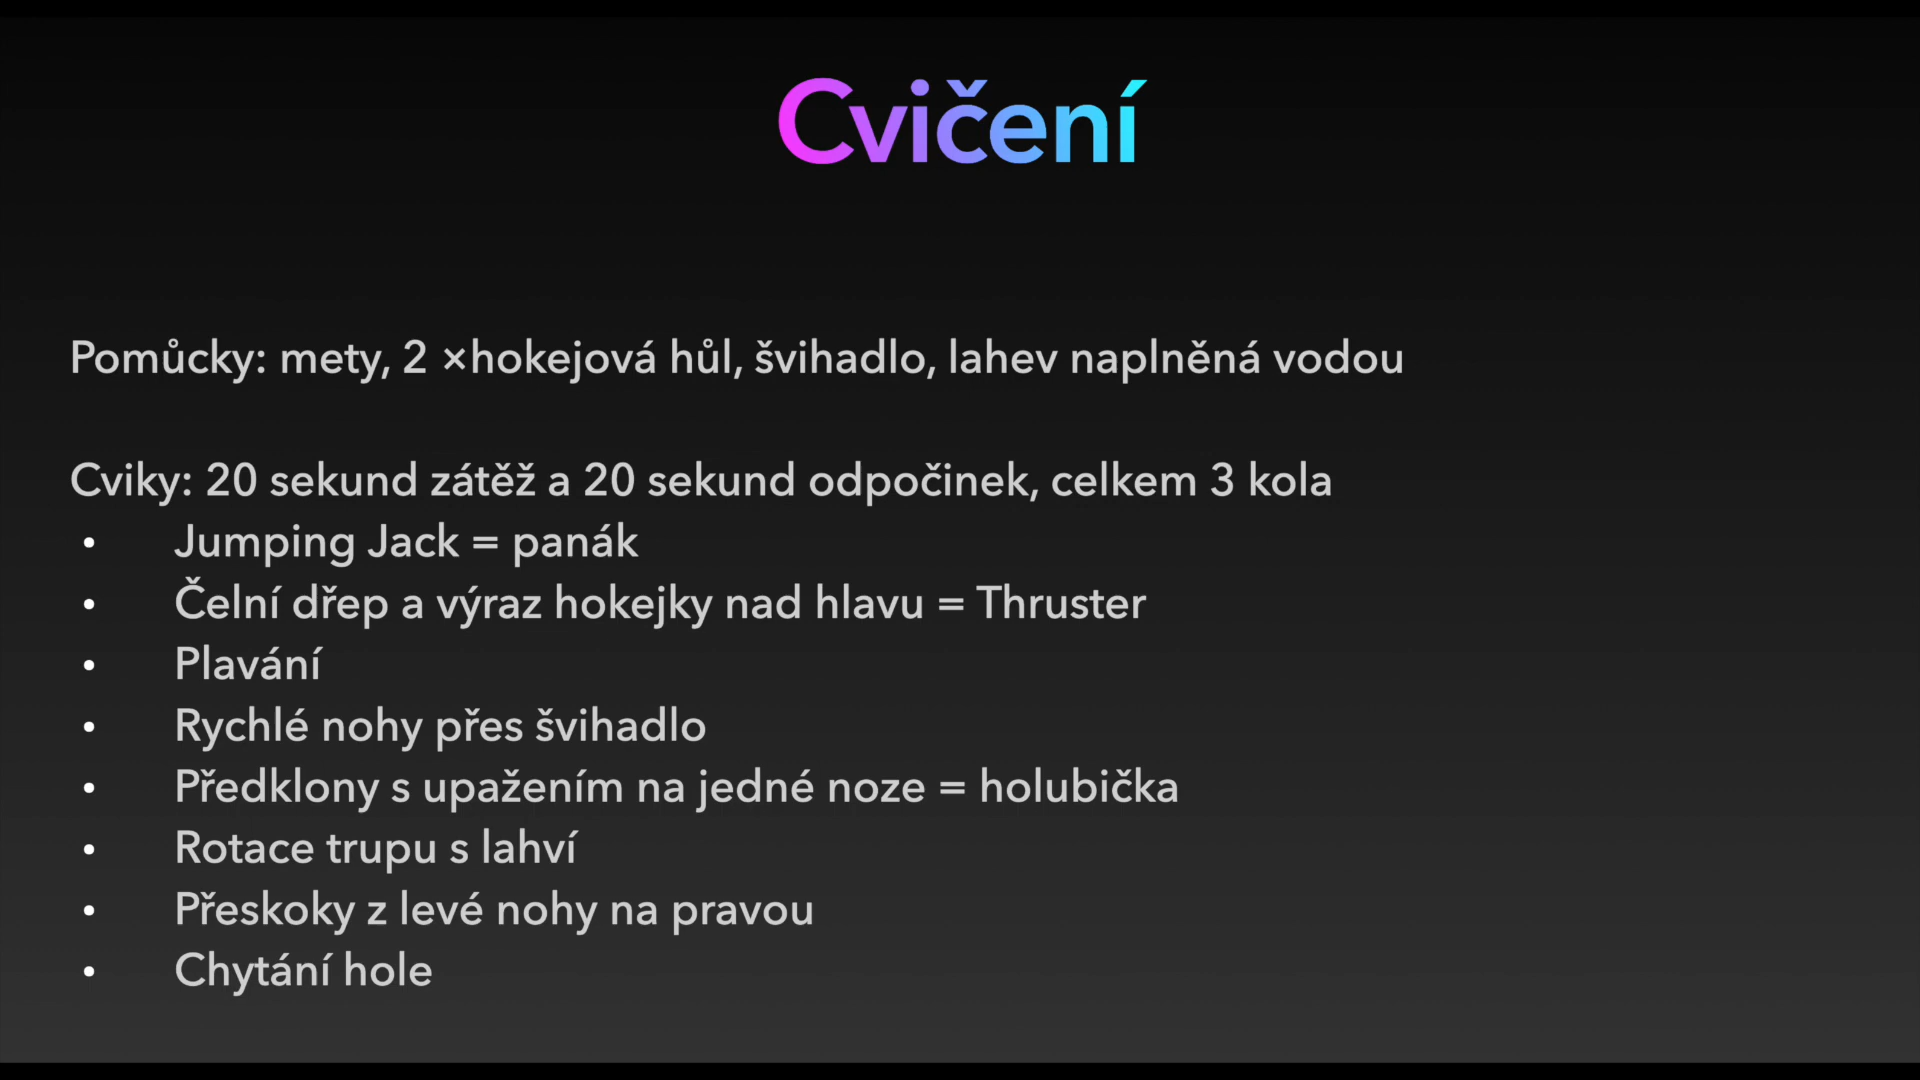 Cvičení
Pomůcky: mety, 2 ×hokejová hůl, švihadlo, lahev naplněná vodou
Cviky: 20 sekund zátěž a 20 sekund odpočinek, celkem 3 kola
• Jumping Jack = panák
• Čelní dřep a výraz hokejky nad hlavu = Thruster
• Plavání
• Rychlé nohy přes švihadlo
• Předklony s upažením na jedné noze = holubička
• Rotace trupu s lahví
• Přeskoky z levé nohy na pravou
• Chytání hole